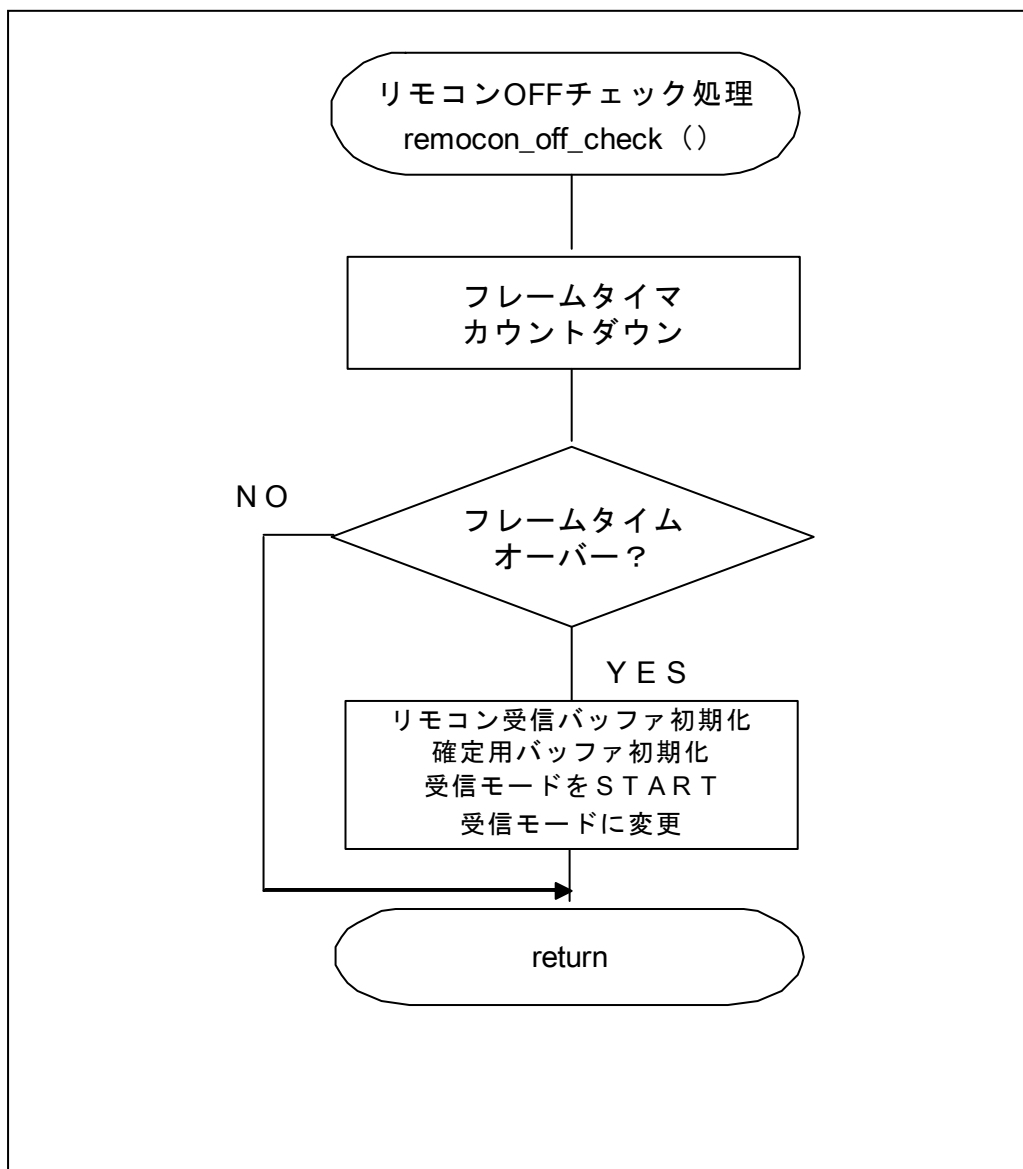 リモコンOFFチェック処理
remocon_off_check（）
フレームタイマ
カウントダウン
フレームタイム
オーバー？
ＮＯ
ＹＥＳ
リモコン受信バッファ初期化
確定用バッファ初期化
受信モードをＳＴＡＲＴ
受信モードに変更
return